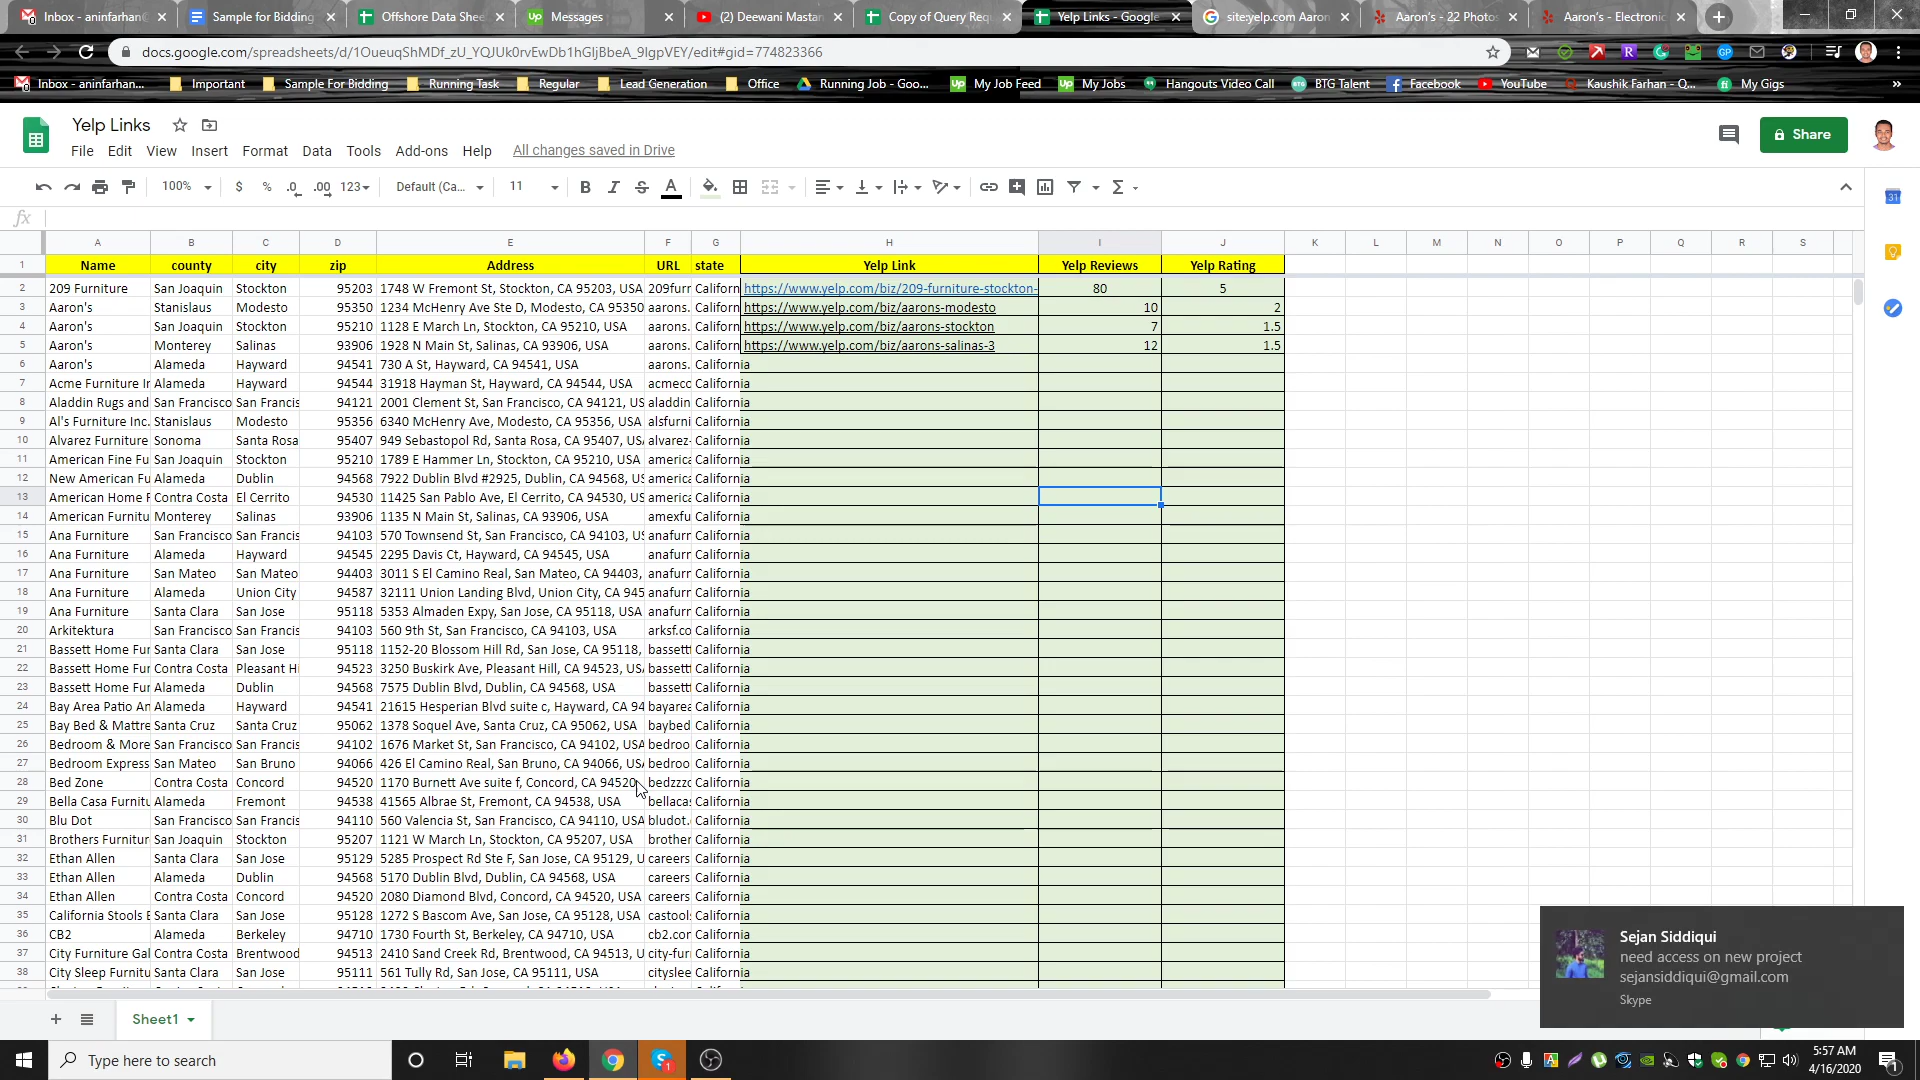 Inbox - aninfarhan
Sample for Bidding
Offshore Data Shee
Messages
(2) Deewani Mastan
Copy of Query Req
Yelp Links - Google
site:yelp.com Aaron
Aaron's - 22 Photos
Aaron's - Electronic
docs.google.com/spreadsheets/d/1OueuqShMDf_zU_YQJUk0rvEwDb1hGljBbeA_9IgpVEY/edit#gid=774823366
Inbox - aninfarhan... Important Sample For Bidding Running Task Regular Lead Generation Office Running Job - Goo... My Job Feed My Jobs Hangouts Video Call BTG Talent Facebook YouTube Kaushik Farhan - Q... My Gigs »
Yelp Links
Share
File Edit View Insert Format Data Tools Add-ons Help All changes saved in Drive
100% $ % .0 .00 123 Default (Ca... 11 B I S A Σ
fx
A B C D E F G H I J K L M N O P Q R S
1 Name county city zip Address URL state Yelp Link Yelp Reviews Yelp Rating
2 209 Furniture San Joaquin Stockton 95203 1748 W Fremont St, Stockton, CA 95203, USA 209furr Californ https://www.yelp.com/biz/209-furniture-stockton- 80 5
3 Aaron's Stanislaus Modesto 95350 1234 McHenry Ave Ste D, Modesto, CA 95350 aarons. Californ https://www.yelp.com/biz/aarons-modesto 10 2
4 Aaron's San Joaquin Stockton 95210 1128 E March Ln, Stockton, CA 95210, USA aarons. Californ https://www.yelp.com/biz/aarons-stockton 7 1.5
5 Aaron's Monterey Salinas 93906 1928 N Main St, Salinas, CA 93906, USA aarons. Californ https://www.yelp.com/biz/aarons-salinas-3 12 1.5
6 Aaron's Alameda Hayward 94541 730 A St, Hayward, CA 94541, USA aarons. California
7 Acme Furniture Ir Alameda Hayward 94544 31918 Hayman St, Hayward, CA 94544, USA acmeco California
8 Aladdin Rugs and San Francisco San Francis 94121 2001 Clement St, San Francisco, CA 94121, US aladdin California
9 Al's Furniture Inc. Stanislaus Modesto 95356 6340 McHenry Ave, Modesto, CA 95356, USA alsfurni California
10 Alvarez Furniture Sonoma Santa Rosa 95407 949 Sebastopol Rd, Santa Rosa, CA 95407, US alvarez- California
11 American Fine Fu San Joaquin Stockton 95210 1789 E Hammer Ln, Stockton, CA 95210, USA america California
12 New American Fu Alameda Dublin 94568 7922 Dublin Blvd #2925, Dublin, CA 94568, US america California
13 American Home F Contra Costa El Cerrito 94530 11425 San Pablo Ave, El Cerrito, CA 94530, US america California
14 American Furnitu Monterey Salinas 93906 1135 N Main St, Salinas, CA 93906, USA amexfu California
15 Ana Furniture San Francisco San Francis 94103 570 Townsend St, San Francisco, CA 94103, US anafurr California
16 Ana Furniture Alameda Hayward 94545 2295 Davis Ct, Hayward, CA 94545, USA anafurr California
17 Ana Furniture San Mateo San Mateo 94403 3011 S El Camino Real, San Mateo, CA 94403, anafurr California
18 Ana Furniture Alameda Union City 94587 32111 Union Landing Blvd, Union City, CA 945 anafurr California
19 Ana Furniture Santa Clara San Jose 95118 5353 Almaden Expy, San Jose, CA 95118, USA anafurr California
20 Arkitektura San Francisco San Francis 94103 560 9th St, San Francisco, CA 94103, USA arksf.co California
21 Bassett Home Fur Santa Clara San Jose 95118 1152-20 Blossom Hill Rd, San Jose, CA 95118, bassett California
22 Bassett Home Fur Contra Costa Pleasant Hi 94523 3250 Buskirk Ave, Pleasant Hill, CA 94523, US bassett California
23 Bassett Home Fur Alameda Dublin 94568 7575 Dublin Blvd, Dublin, CA 94568, USA bassett California
24 Bay Area Patio An Alameda Hayward 94541 21615 Hesperian Blvd suite c, Hayward, CA 94 bayarea California
25 Bay Bed & Mattre Santa Cruz Santa Cruz 95062 1378 Soquel Ave, Santa Cruz, CA 95062, USA baybed California
26 Bedroom & More San Francisco San Francis 94102 1676 Market St, San Francisco, CA 94102, USA bedroo California
27 Bedroom Express San Mateo San Bruno 94066 426 El Camino Real, San Bruno, CA 94066, US bedroo California
28 Bed Zone Contra Costa Concord 94520 1170 Burnett Ave suite f, Concord, CA 94520, bedzzzo California
29 Bella Casa Furnitu Alameda Fremont 94538 41565 Albrae St, Fremont, CA 94538, USA bellacas California
30 Blu Dot San Francisco San Francis 94110 560 Valencia St, San Francisco, CA 94110, USA bludot. California
31 Brothers Furnitur San Joaquin Stockton 95207 1121 W March Ln, Stockton, CA 95207, USA brother California
32 Ethan Allen Santa Clara San Jose 95129 5285 Prospect Rd Ste F, San Jose, CA 95129, U careers California
33 Ethan Allen Alameda Dublin 94568 5170 Dublin Blvd, Dublin, CA 94568, USA careers California
34 Ethan Allen Contra Costa Concord 94520 2080 Diamond Blvd, Concord, CA 94520, USA careers California
35 California Stools E Santa Clara San Jose 95128 1272 S Bascom Ave, San Jose, CA 95128, USA castool California
36 CB2 Alameda Berkeley 94710 1730 Fourth St, Berkeley, CA 94710, USA cb2.cor California
37 City Furniture Gal Contra Costa Brentwood 94513 2410 Sand Creek Rd, Brentwood, CA 94513, U city-fur California
38 City Sleep Furnitu Santa Clara San Jose 95111 561 Tully Rd, San Jose, CA 95111, USA cityslee California
Sejan Siddiqui
need access on new project
sejansiddiqui@gmail.com
Skype
Sheet1
Type here to search
5:57 AM
4/16/2020